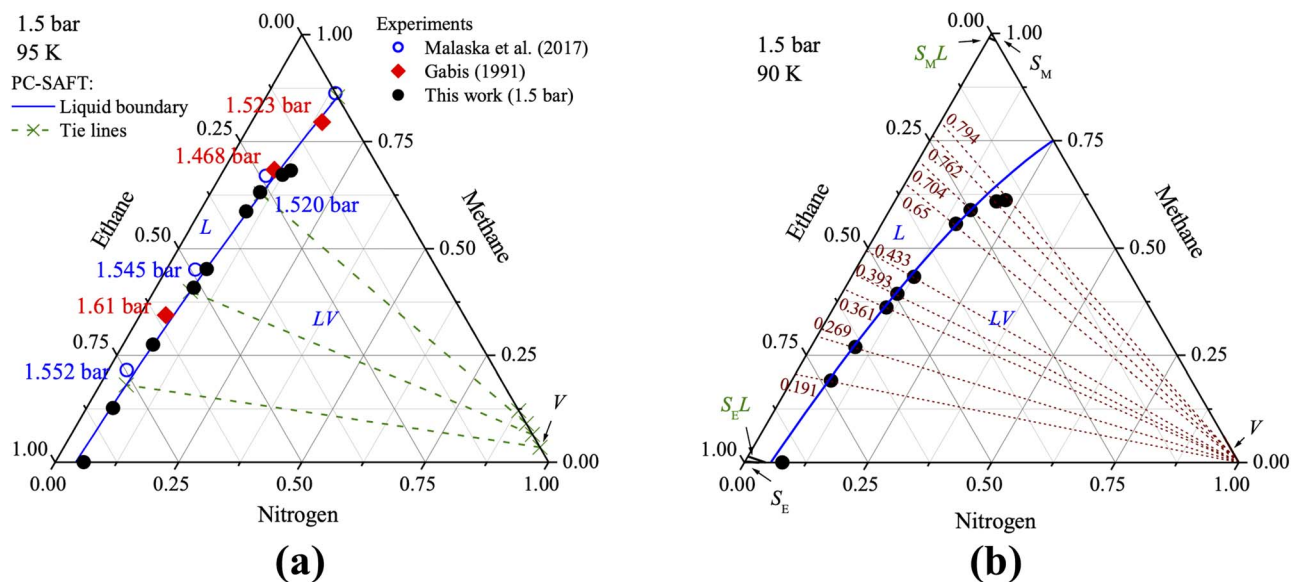 1.5 bar
95 K
PC-SAFT:
Liquid boundary
Tie lines
Experiments
Malaska et al. (2017)
Gabis (1991)
This work (1.5 bar)
0.00
1.00
1.523 bar
0.25
0.75
1.468 bar
1.520 bar
Ethane
Methane
L
0.50
0.50
1.545 bar
1.61 bar
LV
0.75
0.25
1.552 bar
V
1.00
0.00
0.00
0.25
0.50
0.75
1.00
Nitrogen
(a)
1.5 bar
90 K
0.00
1.00
S_M L
S_M
0.25
0.75
0.794
0.762
0.704
0.65
Ethane
Methane
L
0.50
0.50
0.433
0.393
0.361
LV
0.269
0.75
0.25
0.191
S_E L
V
1.00
0.00
0.00
0.25
0.50
0.75
1.00
S_E
Nitrogen
(b)